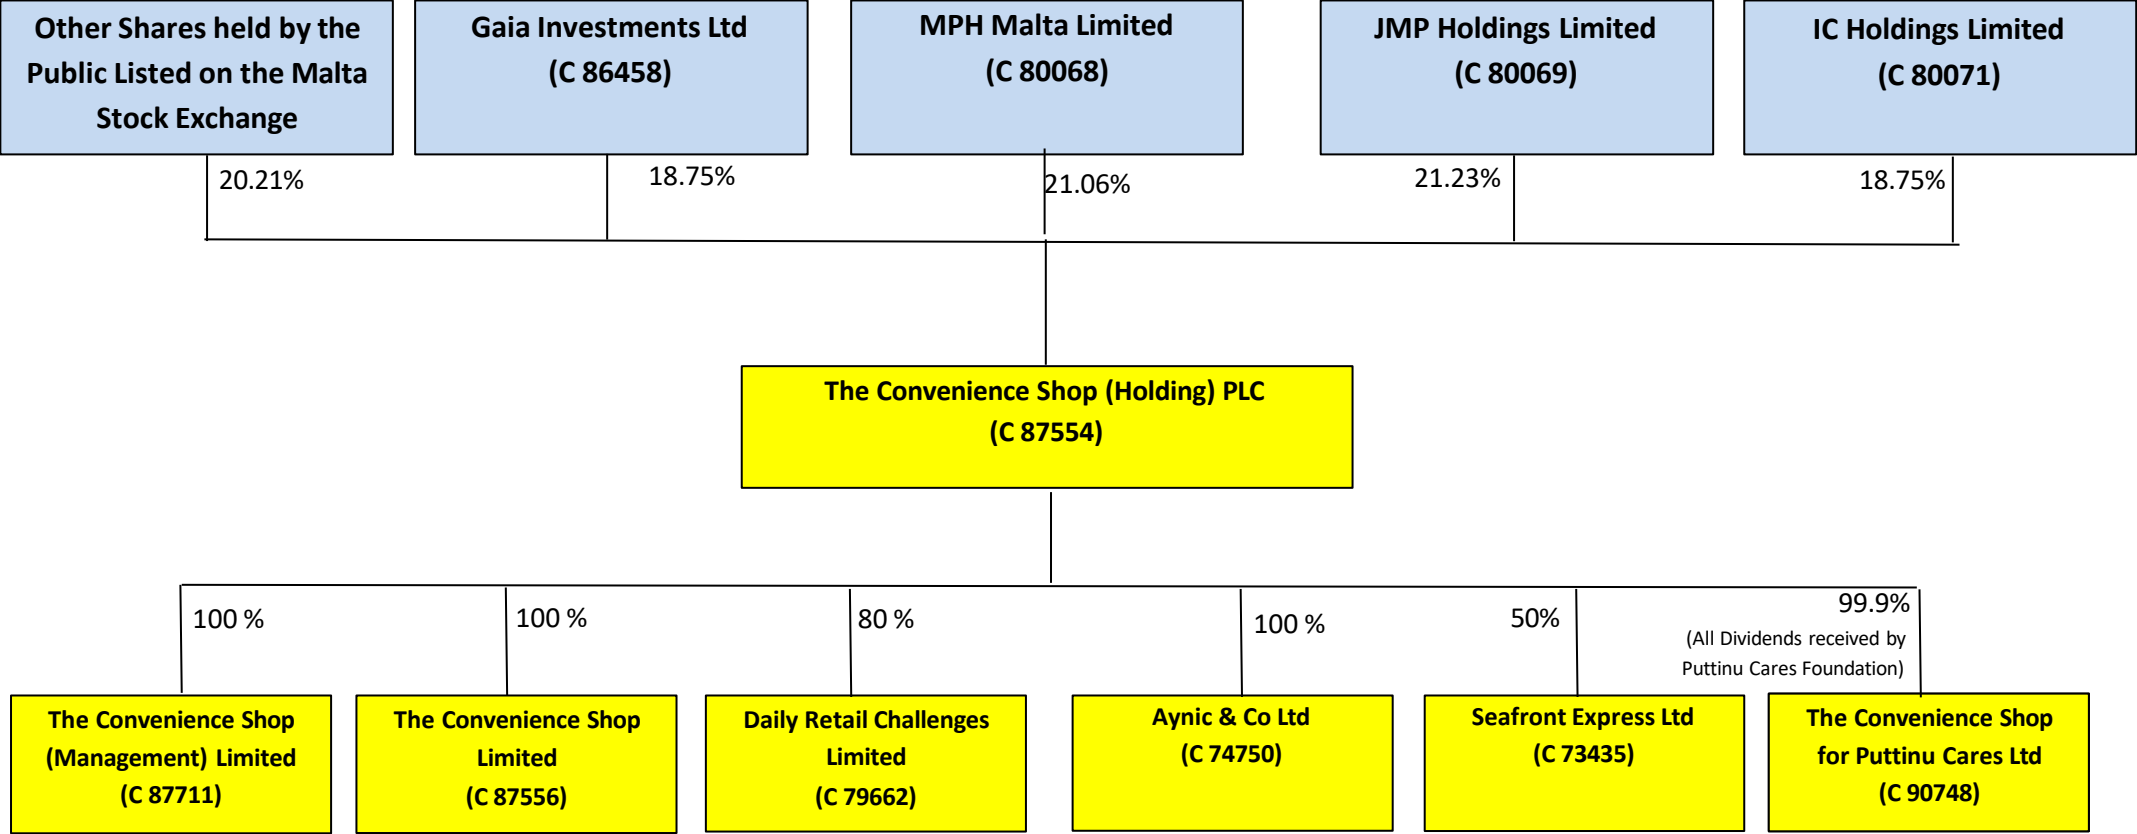 Other Shares held by the
Public Listed on the Malta
Stock Exchange
Gaia Investments Ltd
(C 86458)
MPH Malta Limited
(C 80068)
JMP Holdings Limited
(C 80069)
IC Holdings Limited
(C 80071)
20.21%
18.75%
21.06%
21.23%
18.75%
The Convenience Shop (Holding) PLC
(C 87554)
100 %
100 %
80 %
100 %
50%
99.9%
(All Dividends received by
Puttinu Cares Foundation)
The Convenience Shop
(Management) Limited
(C 87711)
The Convenience Shop
Limited
(C 87556)
Daily Retail Challenges
Limited
(C 79662)
Aynic & Co Ltd
(C 74750)
Seafront Express Ltd
(C 73435)
The Convenience Shop
for Puttinu Cares Ltd
(C 90748)